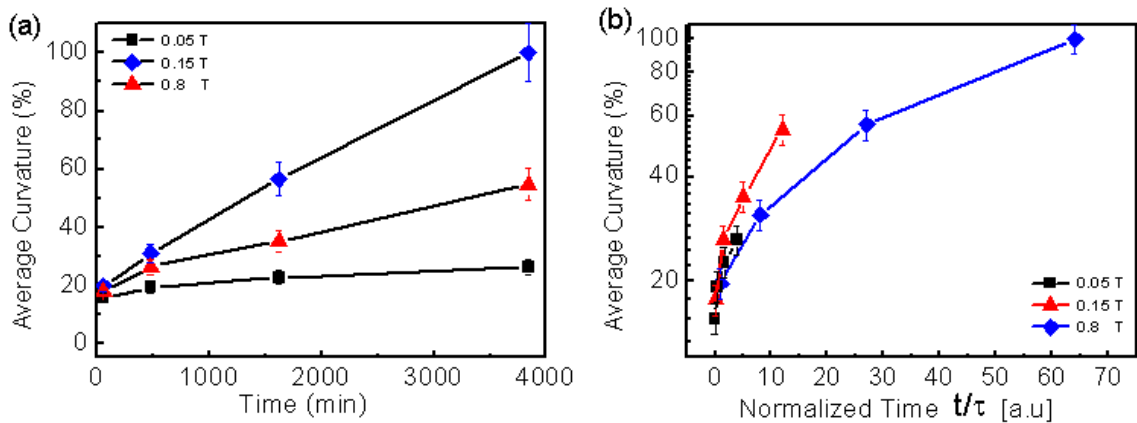 (a)
0.05 T
0.15 T
0.8 T
Average Curvature (%)
100
80
60
40
20
0
0 1000 2000 3000 4000
Time (min)
(b)
Average Curvature (%)
100
80
60
40
20
0.05 T
0.15 T
0.8 T
0 10 20 30 40 50 60 70
Normalized Time t/τ [a.u]